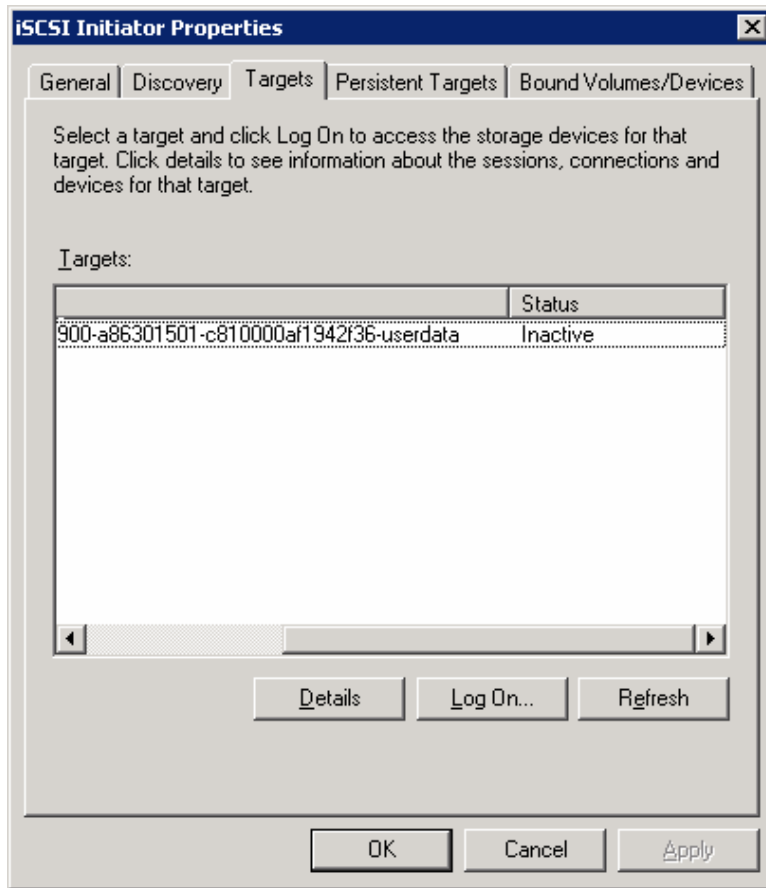 iSCSI Initiator Properties
General Discovery Targets Persistent Targets Bound Volumes/Devices
Select a target and click Log On to access the storage devices for that
target. Click details to see information about the sessions, connections and
devices for that target.
Targets:
Status
900-a86301501-c810000af1942f36-userdata Inactive
Details Log On... Refresh
OK Cancel Apply